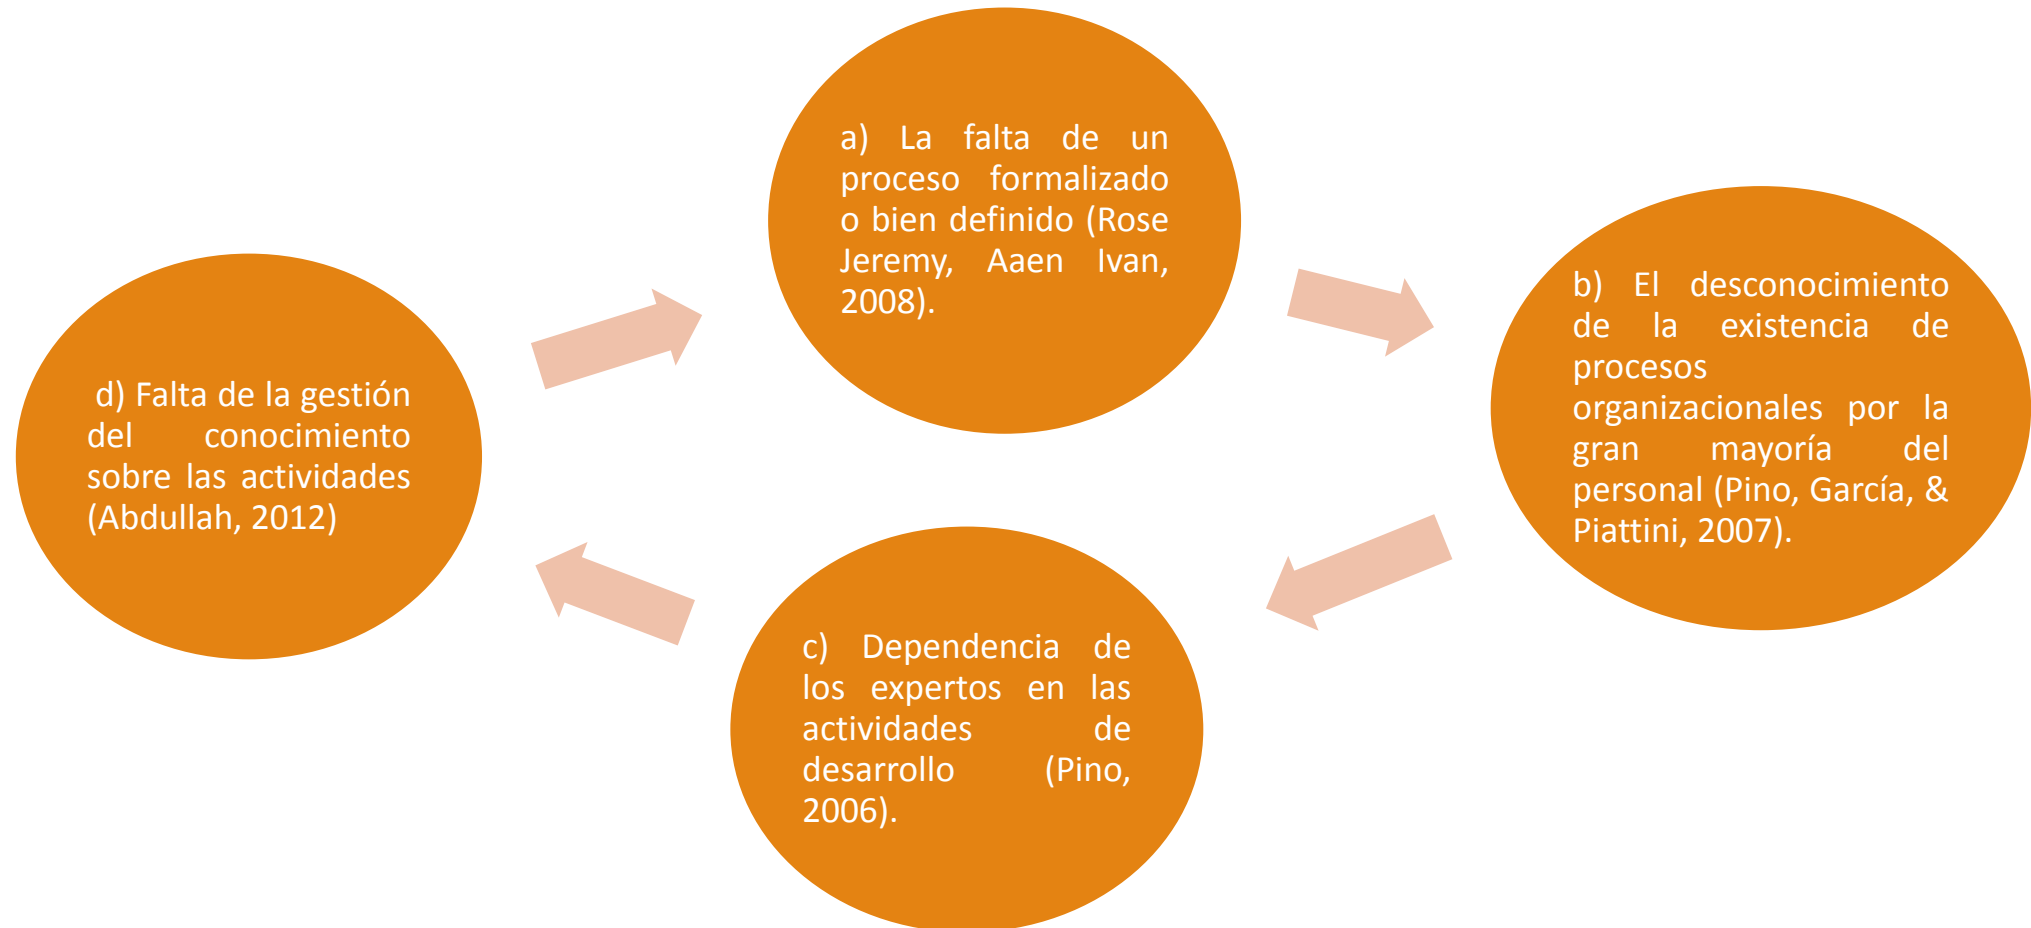 a) La falta de un
proceso formalizado
o bien definido (Rose
Jeremy, Aaen Ivan,
2008).
b) El desconocimiento
de la existencia de
procesos
organizacionales por la
gran mayoría del
personal (Pino, García, &
Piattini, 2007).
c) Dependencia de
los expertos en las
actividades de
desarrollo (Pino,
2006).
d) Falta de la gestión
del conocimiento
sobre las actividades
(Abdullah, 2012)